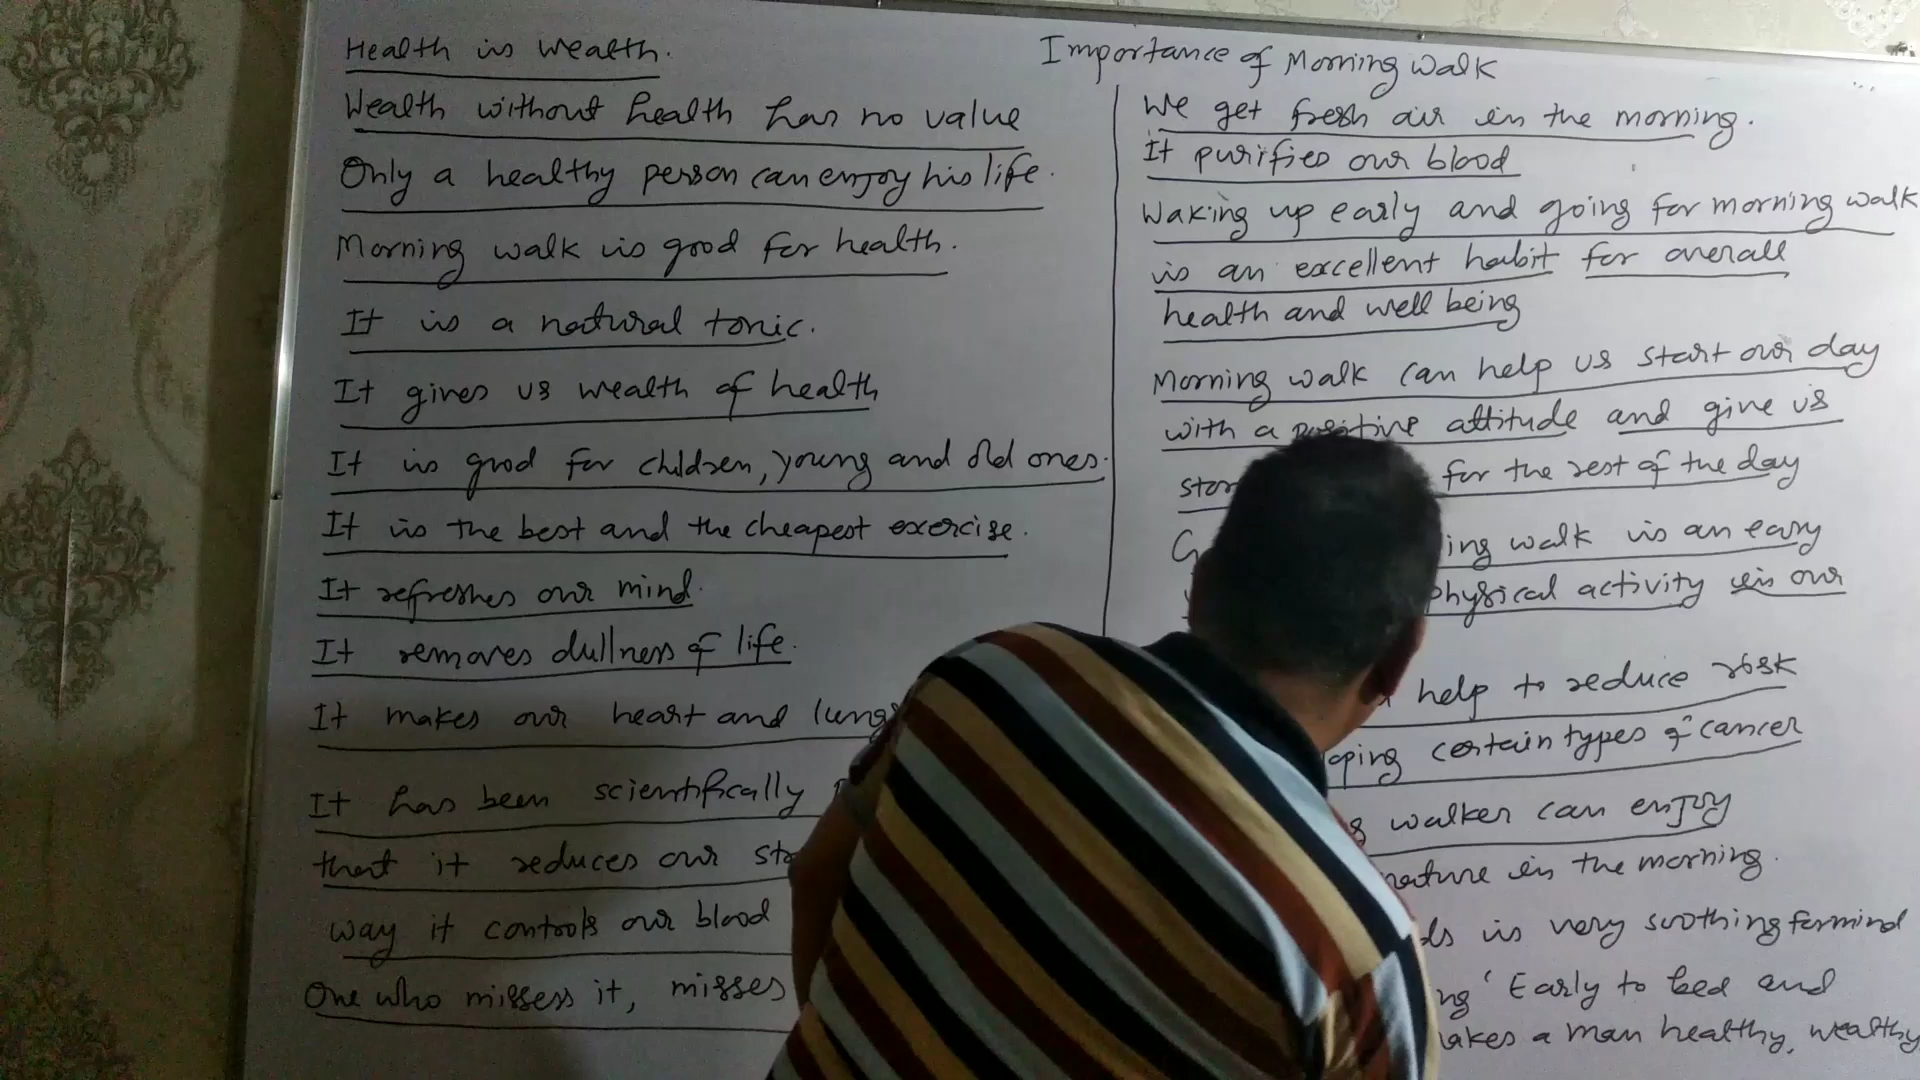 Importance of Morning Walk
Health is wealth.
Wealth without health has no value
Only a healthy person can enjoy his life.
Morning walk is good for health.
It is a natural tonic.
It gives us wealth of health
It is good for children, young and old ones.
It is the best and the cheapest exercise.
It refreshes our mind.
It removes dullness of life.
It makes our heart and lungs
It has been scientifically
that it reduces our
way it controls our blood
One who missess it, misses
We get fresh air in the morning.
It purifies our blood
Waking up early and going for morning walk
is an excellent habit for overall
health and well being
Morning walk can help us start our day
with a positive attitude and give us
for the rest of the day
walk is an easy
physical activity in our
help to reduce risk
certain types of cancer
walker can enjoy
nature in the morning.
is very soothing for mind
'Early to bed and
a man healthy, wealthy